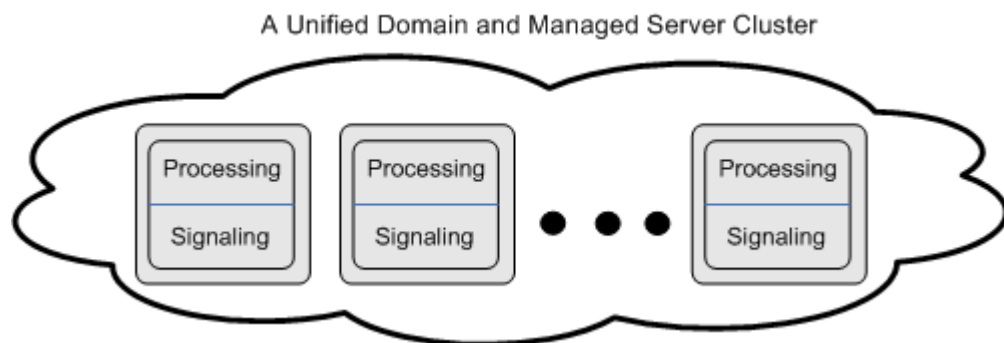 A Unified Domain and Managed Server Cluster
Processing
Signaling
Processing
Signaling
Processing
Signaling